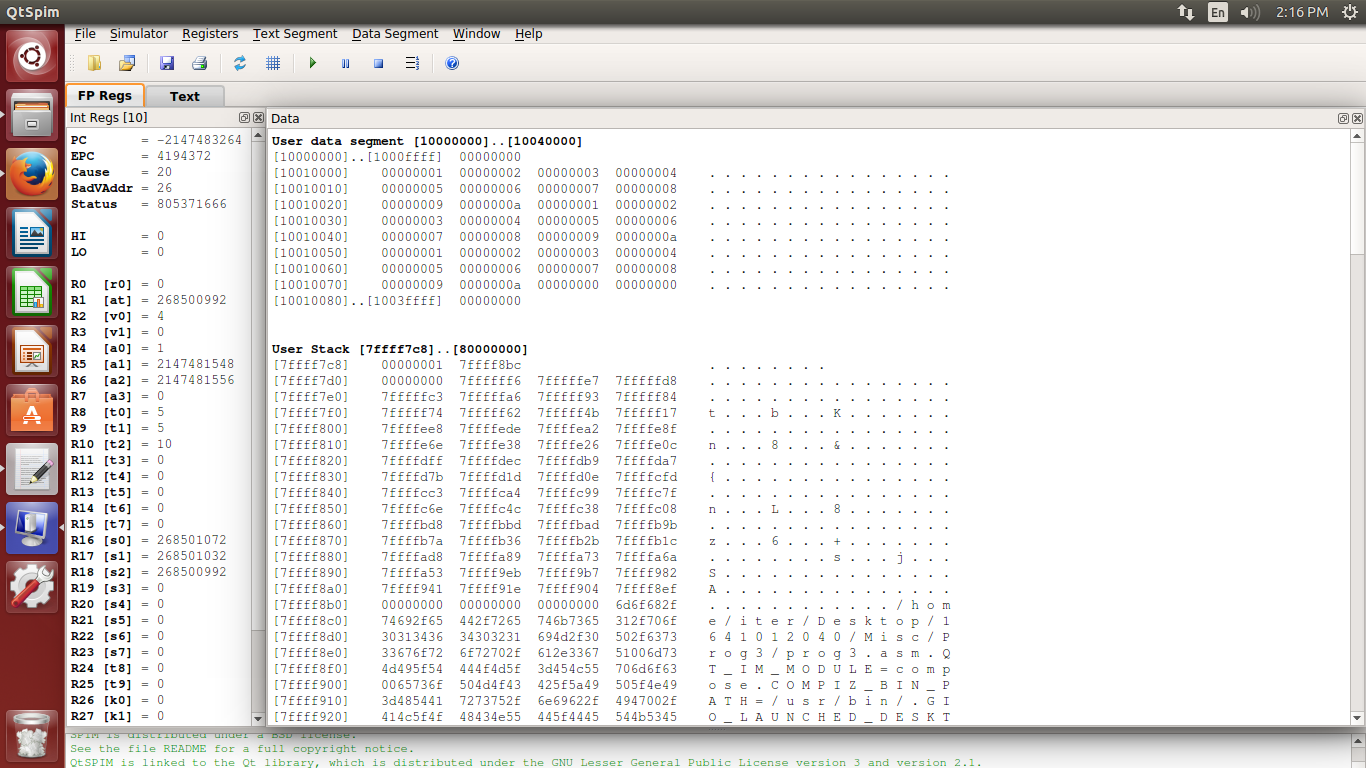 QtSpim
En
2:16 PM
File Simulator Registers Text Segment Data Segment Window Help
FP Regs Text
Int Regs [10]
PC = -2147483264
EPC = 4194372
Cause = 20
BadVAddr = 26
Status = 805371666
HI = 0
LO = 0
R0 [r0] = 0
R1 [at] = 268500992
R2 [v0] = 4
R3 [v1] = 0
R4 [a0] = 1
R5 [a1] = 2147481548
R6 [a2] = 2147481556
R7 [a3] = 0
R8 [t0] = 5
R9 [t1] = 5
R10 [t2] = 10
R11 [t3] = 0
R12 [t4] = 0
R13 [t5] = 0
R14 [t6] = 0
R15 [t7] = 0
R16 [s0] = 268501072
R17 [s1] = 268501032
R18 [s2] = 268500992
R19 [s3] = 0
R20 [s4] = 0
R21 [s5] = 0
R22 [s6] = 0
R23 [s7] = 0
R24 [t8] = 0
R25 [t9] = 0
R26 [k0] = 0
R27 [k1] = 0
Data
User data segment [10000000]..[10040000]
[10000000]..[1000ffff] 00000000
[10010000] 00000001 00000002 00000003 00000004 . . . . . . . . . . . . . . . .
[10010010] 00000005 00000006 00000007 00000008 . . . . . . . . . . . . . . . .
[10010020] 00000009 0000000a 00000001 00000002 . . . . . . . . . . . . . . . .
[10010030] 00000003 00000004 00000005 00000006 . . . . . . . . . . . . . . . .
[10010040] 00000007 00000008 00000009 0000000a . . . . . . . . . . . . . . . .
[10010050] 00000001 00000002 00000003 00000004 . . . . . . . . . . . . . . . .
[10010060] 00000005 00000006 00000007 00000008 . . . . . . . . . . . . . . . .
[10010070] 00000009 0000000a 00000000 00000000 . . . . . . . . . . . . . . . .
[10010080]..[1003ffff] 00000000
User Stack [7ffff7c8]..[80000000]
[7ffff7c8] 00000001 7ffff8bc . . . . . . . .
[7ffff7d0] 00000000 7ffffff6 7fffffe7 7fffffd8 . . . . . . . . . . . . . . . .
[7ffff7e0] 7fffffc3 7fffffa6 7fffff93 7fffff84 . . . . . . . . . . . . . . . .
[7ffff7f0] 7fffff74 7fffff62 7fffff4b 7fffff17 t . . . b . . . K . . . . . . .
[7ffff800] 7ffffee8 7ffffede 7ffffea2 7ffffe8f . . . . . . . . . . . . . . . .
[7ffff810] 7ffffe6e 7ffffe38 7ffffe26 7ffffe0c n . . . 8 . . . & . . . . . . .
[7ffff820] 7ffffdff 7ffffdec 7ffffdb9 7ffffda7 . . . . . . . . . . . . . . . .
[7ffff830] 7ffffd7b 7ffffd1d 7ffffd0e 7ffffcfd { . . . . . . . . . . . . . . .
[7ffff840] 7ffffcc3 7ffffca4 7ffffc99 7ffffc7f . . . . . . . . . . . . . . . .
[7ffff850] 7ffffc6e 7ffffc4c 7ffffc38 7ffffc08 n . . . L . . . 8 . . . . . . .
[7ffff860] 7ffffbd8 7ffffbbd 7ffffbad 7ffffb9b . . . . . . . . . . . . . . . .
[7ffff870] 7ffffb7a 7ffffb36 7ffffb2b 7ffffb1c z . . . 6 . . . + . . . . . . .
[7ffff880] 7ffffad8 7ffffa89 7ffffa73 7ffffa6a . . . . . . . . s . . . j . . .
[7ffff890] 7ffffa53 7ffff9eb 7ffff9b7 7ffff982 S . . . . . . . . . . . . . . .
[7ffff8a0] 7ffff941 7ffff91e 7ffff904 7ffff8ef A . . . . . . . . . . . . . . .
[7ffff8b0] 00000000 00000000 00000000 6d6f682f . . . . . . . . . . . . / h o m
[7ffff8c0] 74692f65 442f7265 746b7365 312f706f e / i t e r / D e s k t o p / 1
[7ffff8d0] 30313436 34303231 694d2f30 502f6373 6 4 1 0 1 2 0 4 0 / M i s c / P
[7ffff8e0] 33676f72 6f72702f 612e3367 51006d73 r o g 3 / p r o g 3 . a s m . Q
[7ffff8f0] 4d495f54 444f4d5f 3d454c55 706d6f63 T _ I M _ M O D U L E = c o m p
[7ffff900] 0065736f 504d4f43 425f5a49 505f4e49 o s e . C O M P I Z _ B I N _ P
[7ffff910] 3d485441 7273752f 6e69622f 4947002f A T H = / u s r / b i n / . G I
[7ffff920] 414c5f4f 48434e55 445f4445 544b5345 O _ L A U N C H E D _ D E S K T
SPIM is distributed under a BSD license.
See the file README for a full copyright notice.
QtSPIM is linked to the Qt library, which is distributed under the GNU Lesser General Public License version 3 and version 2.1.